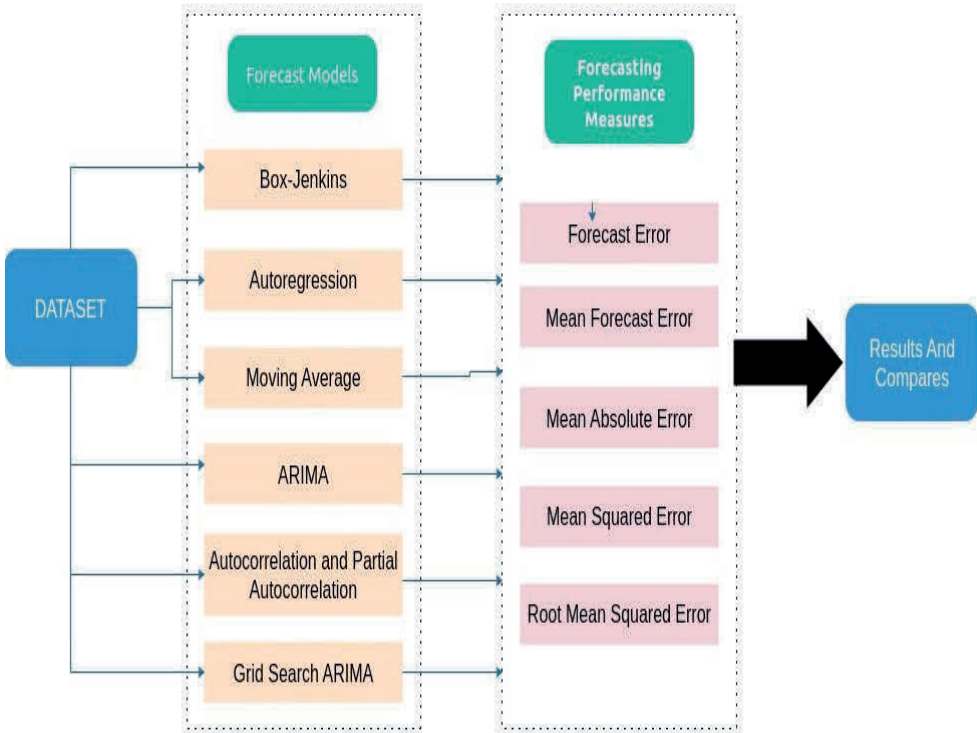 Forecast Models
Box-Jenkins
Autoregression
Moving Average
ARIMA
Autocorrelation and Partial
Autocorrelation
Grid Search ARIMA
DATASET
Forecasting
Performance
Measures
Forecast Error
Mean Forecast Error
Mean Absolute Error
Mean Squared Error
Root Mean Squared Error
Results And
Compares